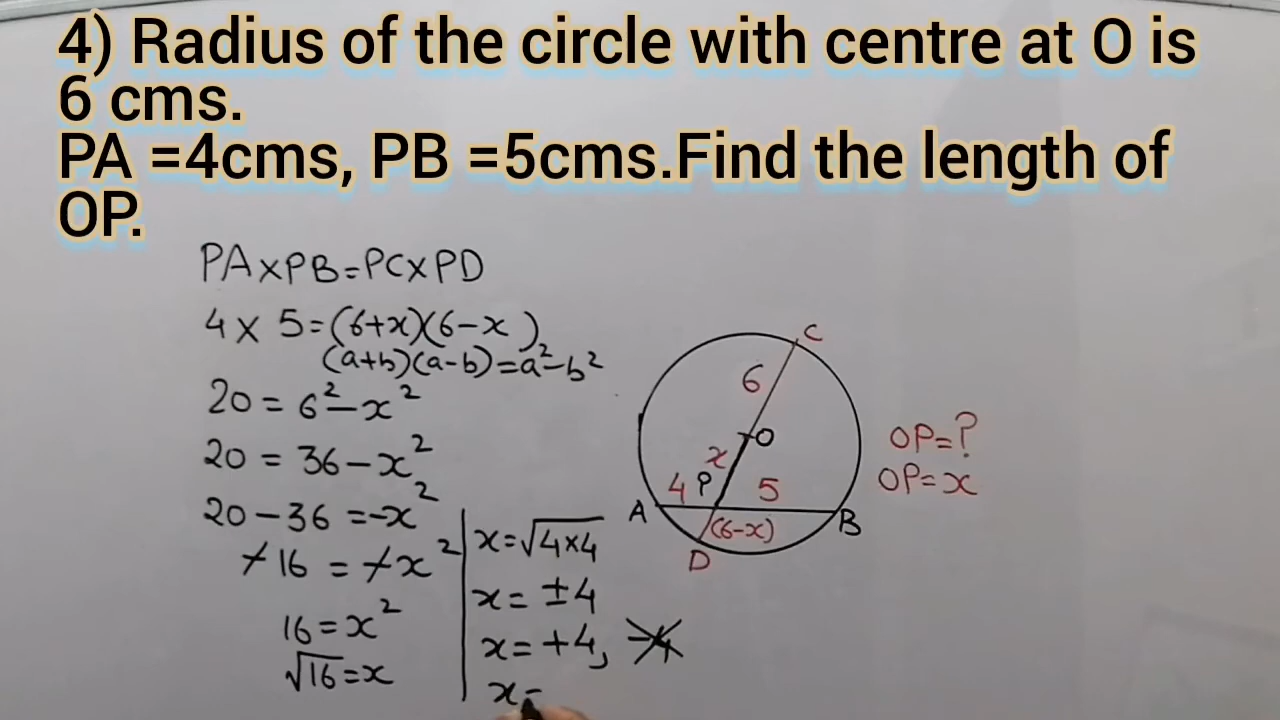 4) Radius of the circle with centre at O is
6 cms.
PA =4cms, PB =5cms.Find the length of
OP.
PA×PB=PC×PD
4 × 5=(6+x)(6-x)
(a+b)(a-b)=a²-b²
20 = 6²-x²
20 = 36-x²
20-36 =-x²
-16 = -x²
16=x²
√16=x
x=√4×4
x= ±4
x= +4, -4
x=
C
6
O
x
4
P
5
A
B
(6-x)
D
OP=?
OP=x